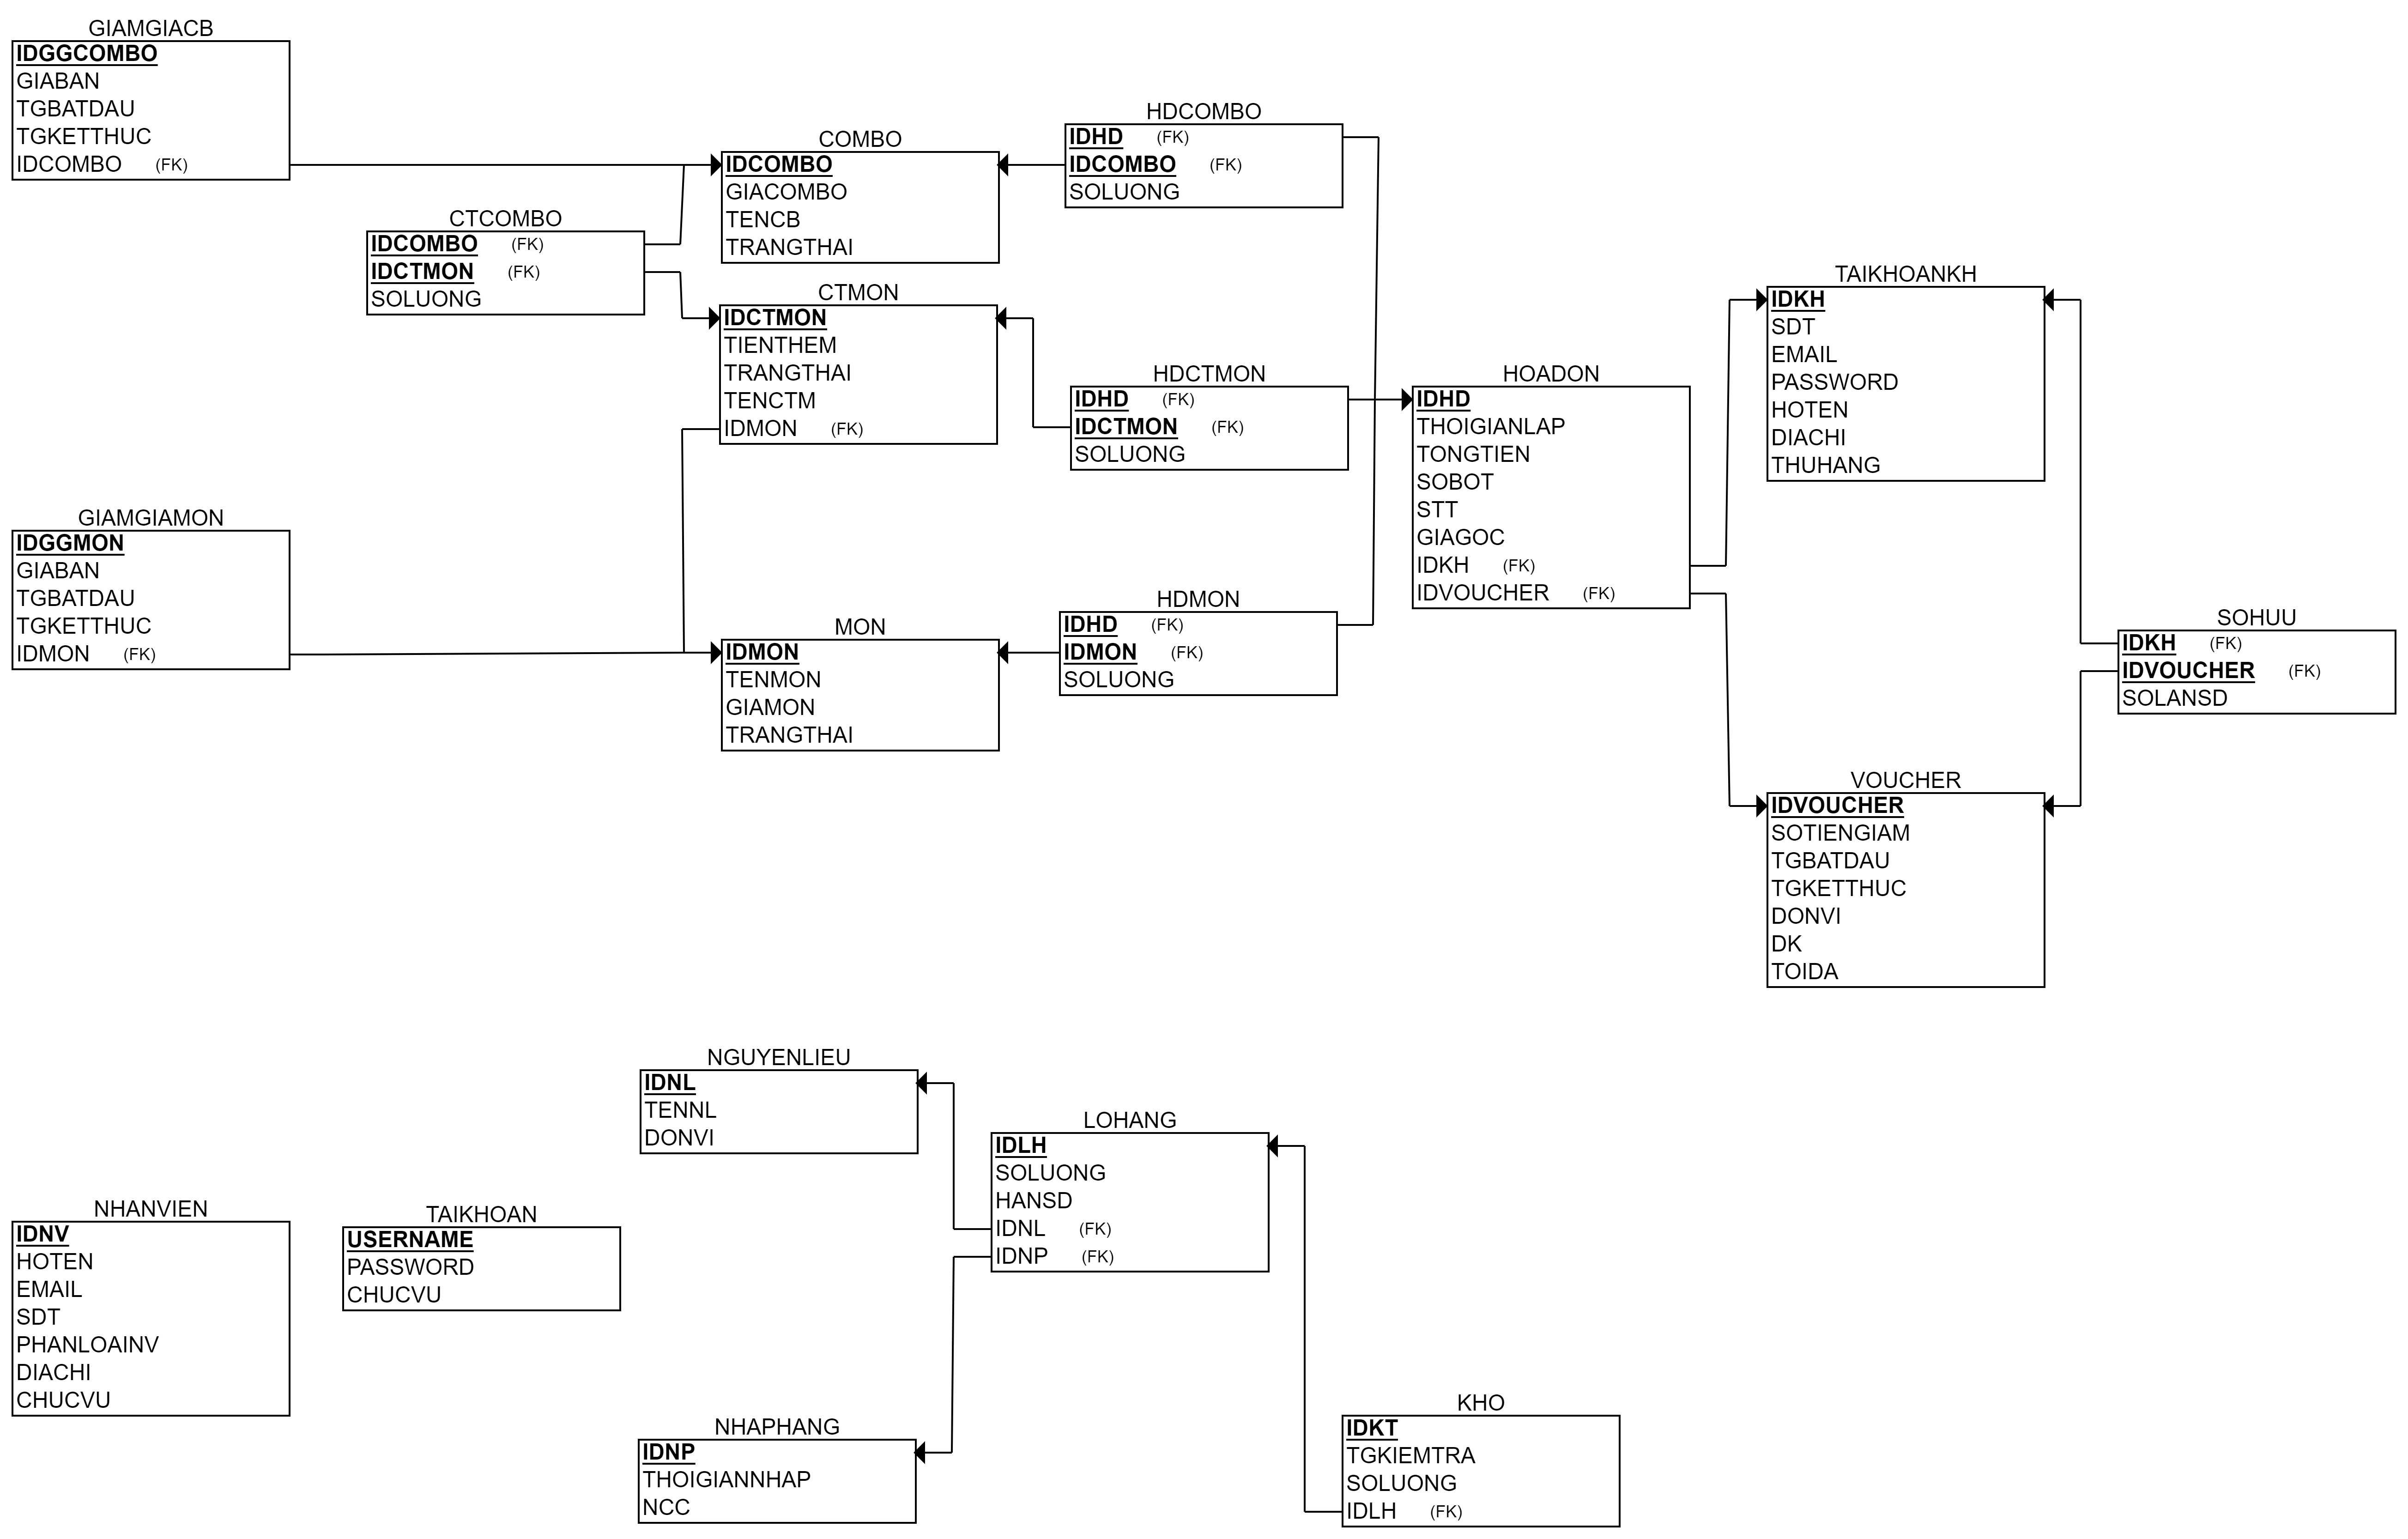 GIAMGIACB
IDGGCOMBO
GIABAN
TGBATDAU
TGKETTHUC
IDCOMBO (FK)
CTCOMBO
IDCOMBO (FK)
IDCTMON (FK)
SOLUONG
COMBO
IDCOMBO
GIACOMBO
TENCB
TRANGTHAI
HDCOMBO
IDHD (FK)
IDCOMBO (FK)
SOLUONG
CTMON
IDCTMON
TIENTHEM
TRANGTHAI
TENCTM
IDMON (FK)
HDCTMON
IDHD (FK)
IDCTMON (FK)
SOLUONG
HOADON
IDHD
THOIGIANLAP
TONGTIEN
SOBOT
STT
GIAGOC
IDKH (FK)
IDVOUCHER (FK)
TAIKHOANKH
IDKH
SDT
EMAIL
PASSWORD
HOTEN
DIACHI
THUHANG
GIAMGIAMON
IDGGMON
GIABAN
TGBATDAU
TGKETTHUC
IDMON (FK)
MON
IDMON
TENMON
GIAMON
TRANGTHAI
HDMON
IDHD (FK)
IDMON (FK)
SOLUONG
SOHUU
IDKH (FK)
IDVOUCHER (FK)
SOLANSD
VOUCHER
IDVOUCHER
SOTIENGIAM
TGBATDAU
TGKETTHUC
DONVI
DK
TOIDA
NHANVIEN
IDNV
HOTEN
EMAIL
SDT
PHANLOAINV
DIACHI
CHUCVU
TAIKHOAN
USERNAME
PASSWORD
CHUCVU
NGUYENLIEU
IDNL
TENNL
DONVI
LOHANG
IDLH
SOLUONG
HANSD
IDNL (FK)
IDNP (FK)
NHAPHANG
IDNP
THOIGIANNHAP
NCC
KHO
IDKT
TGKIEMTRA
SOLUONG
IDLH (FK)